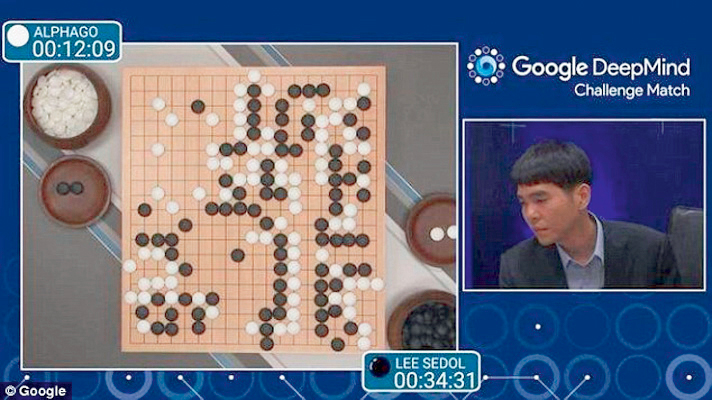 ALPHAGO
00:12:09
Google DeepMind
Challenge Match
LEE SEDOL
00:34:31
© Google